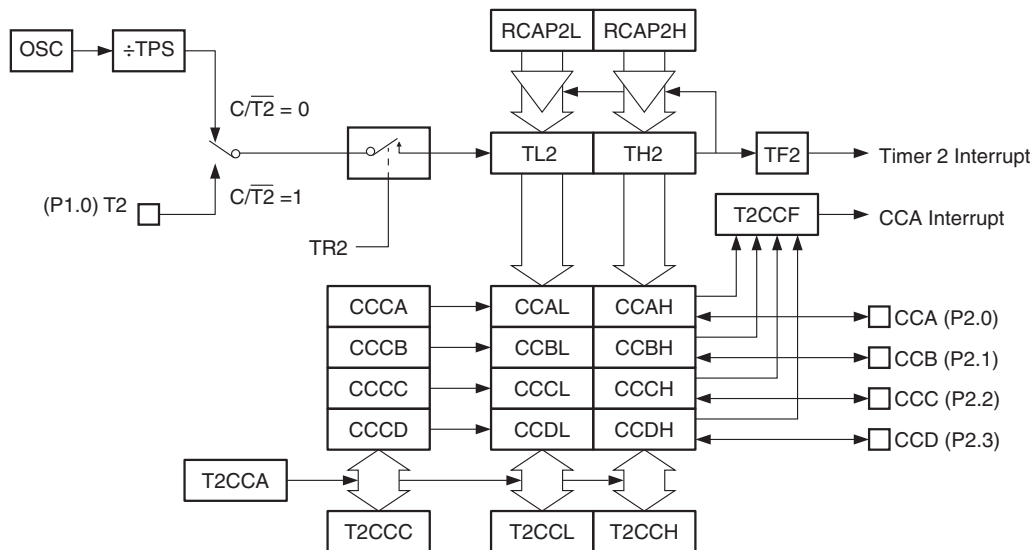 RCAP2L RCAP2H
OSC ÷TPS
C/T2̅ = 0
TL2 TH2 TF2 Timer 2 Interrupt
C/T2̅ =1
(P1.0) T2
T2CCF CCA Interrupt
TR2
CCCA CCAL CCAH CCA (P2.0)
CCCB CCBL CCBH CCB (P2.1)
CCCC CCCL CCCH CCC (P2.2)
CCCD CCDL CCDH CCD (P2.3)
T2CCA
T2CCC T2CCL T2CCH